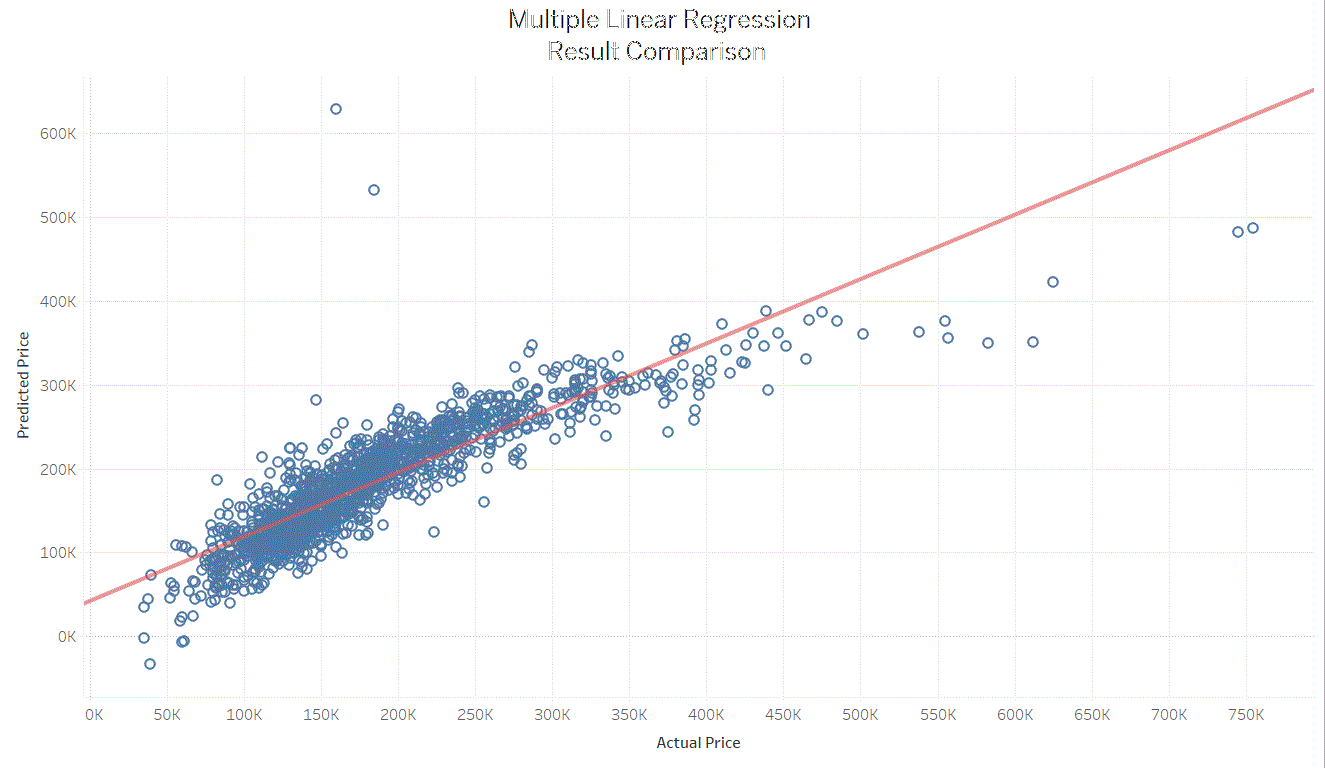 Multiple Linear Regression
Result Comparison
Predicted Price
600K
500K
400K
300K
200K
100K
0K
0K 50K 100K 150K 200K 250K 300K 350K 400K 450K 500K 550K 600K 650K 700K 750K
Actual Price